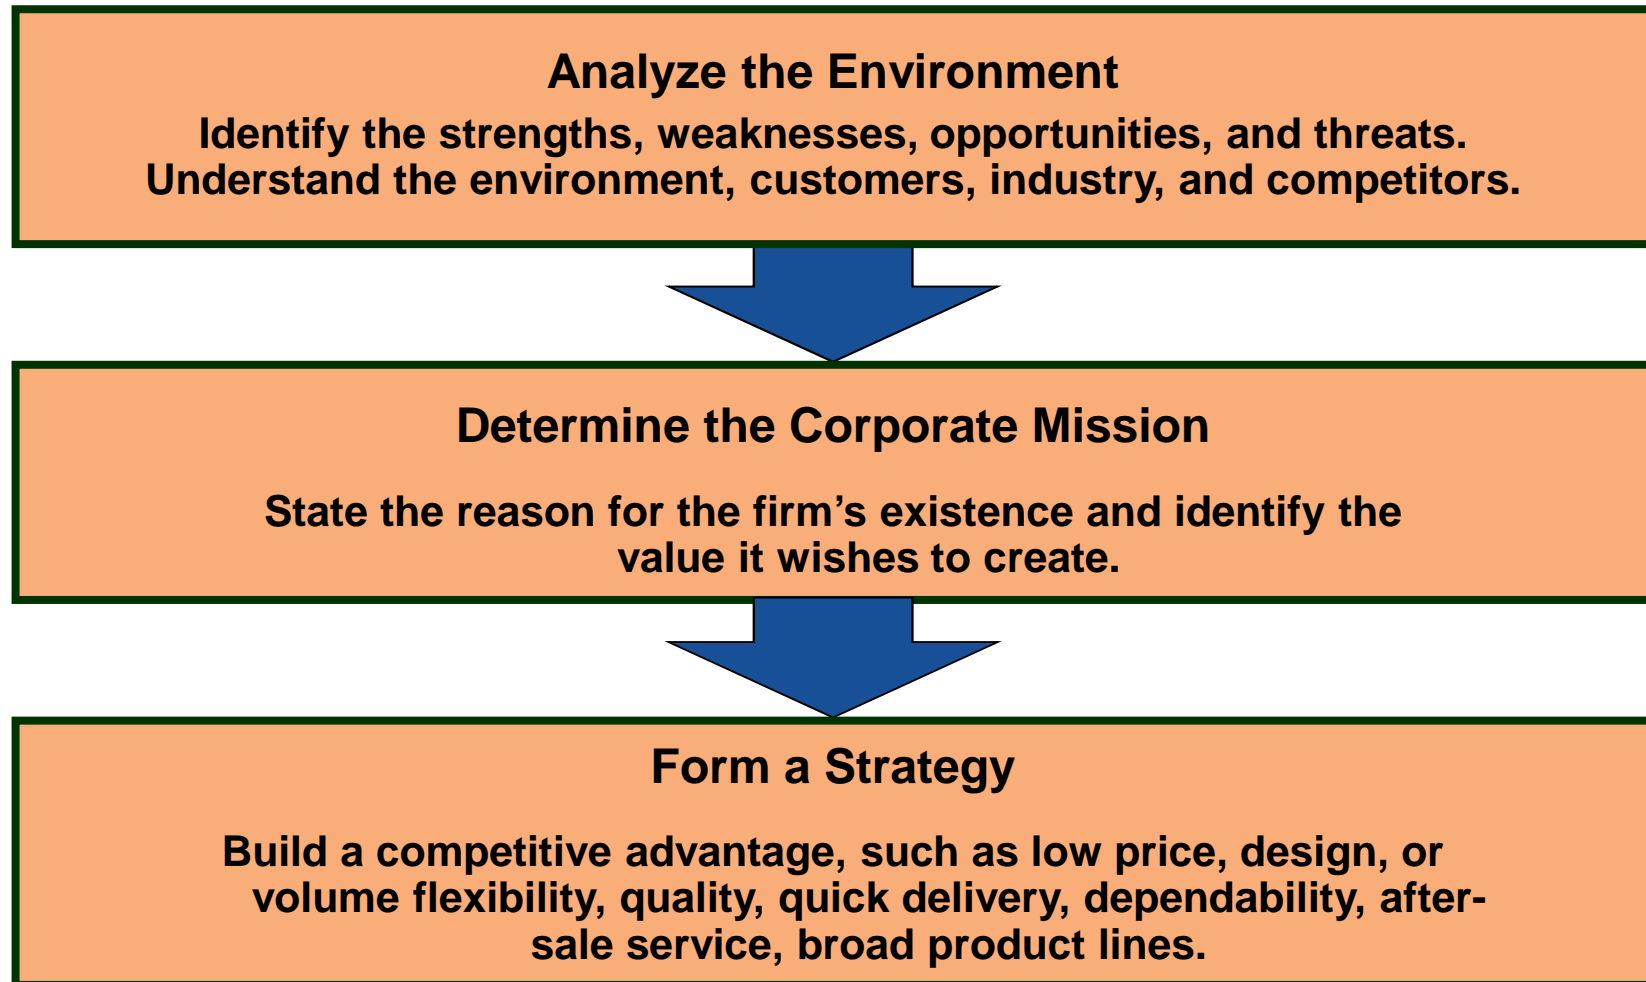 Analyze the Environment
Identify the strengths, weaknesses, opportunities, and threats.
Understand the environment, customers, industry, and competitors.
Determine the Corporate Mission
State the reason for the firm’s existence and identify the
value it wishes to create.
Form a Strategy
Build a competitive advantage, such as low price, design, or
volume flexibility, quality, quick delivery, dependability, after-
sale service, broad product lines.